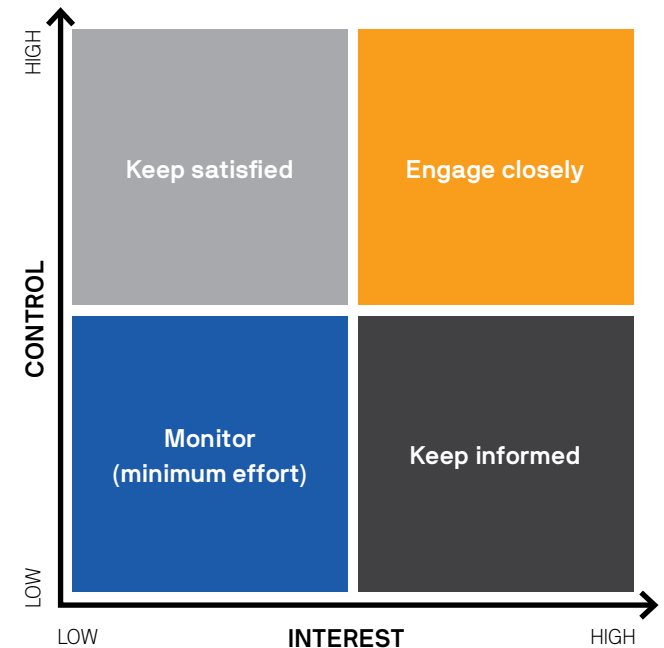 HIGH
Keep satisfied
Engage closely
CONTROL
Monitor
(minimum effort)
Keep informed
LOW
LOW
INTEREST
HIGH